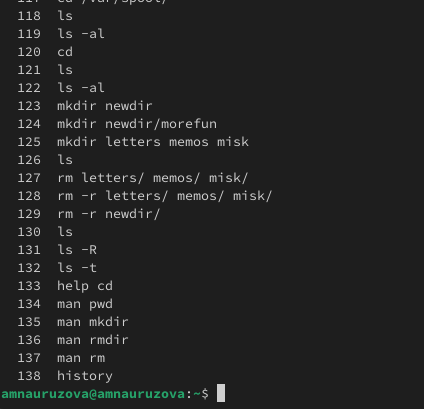 117 cd /var/spool/
118 ls
119 ls -al
120 cd
121 ls
122 ls -al
123 mkdir newdir
124 mkdir newdir/morefun
125 mkdir letters memos misk
126 ls
127 rm letters/ memos/ misk/
128 rm -r letters/ memos/ misk/
129 rm -r newdir/
130 ls
131 ls -R
132 ls -t
133 help cd
134 man pwd
135 man mkdir
136 man rmdir
137 man rm
138 history
amnauruzova@amnauruzova:~$